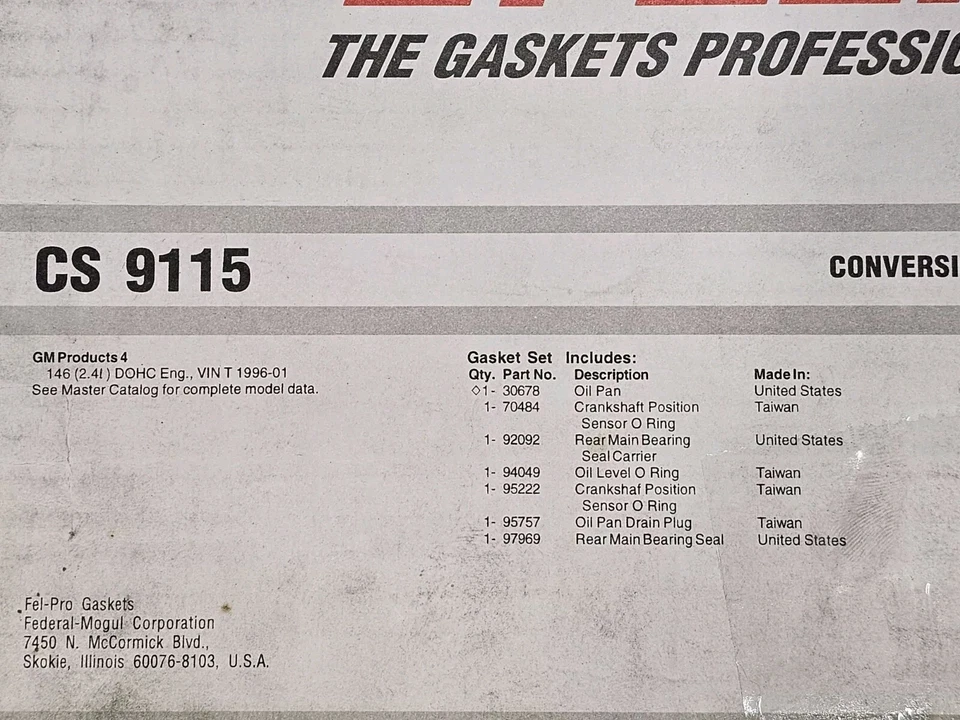 THE GASKETS PROFESSIO
CS 9115
CONVERSI
GM Products 4
146 (2.4ℓ) DOHC Eng., VIN T 1996-01
See Master Catalog for complete model data.
Gasket Set Includes:
Qty. Part No. Description Made In:
◇1- 30678 Oil Pan United States
1- 70484 Crankshaft Position Taiwan
Sensor O Ring
1- 92092 Rear Main Bearing United States
Seal Carrier
1- 94049 Oil Level O Ring Taiwan
1- 95222 Crankshaf Position Taiwan
Sensor O Ring
1- 95757 Oil Pan Drain Plug Taiwan
1- 97969 Rear Main Bearing Seal United States
Fel-Pro Gaskets
Federal-Mogul Corporation
7450 N. McCormick Blvd.,
Skokie, Illinois 60076-8103, U.S.A.